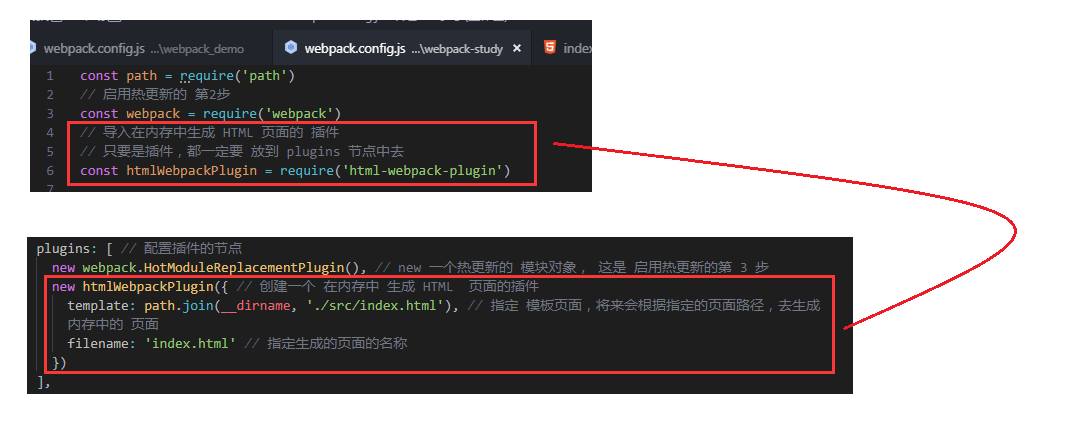 webpack.config.js ...\webpack_demo webpack.config.js ...\webpack-study × index
1 const path = require('path')
2 // 启用热更新的 第2步
3 const webpack = require('webpack')
4 // 导入在内存中生成 HTML 页面的 插件
5 // 只要是插件，都一定要 放到 plugins 节点中去
6 const htmlWebpackPlugin = require('html-webpack-plugin')
7
plugins: [ // 配置插件的节点
new webpack.HotModuleReplacementPlugin(), // new 一个热更新的 模块对象， 这是 启用热更新的第 3 步
new htmlWebpackPlugin({ // 创建一个 在内存中 生成 HTML 页面的插件
template: path.join(__dirname, './src/index.html'), // 指定 模板页面，将来会根据指定的页面路径，去生成
内存中的 页面
filename: 'index.html' // 指定生成的页面的名称
})
],